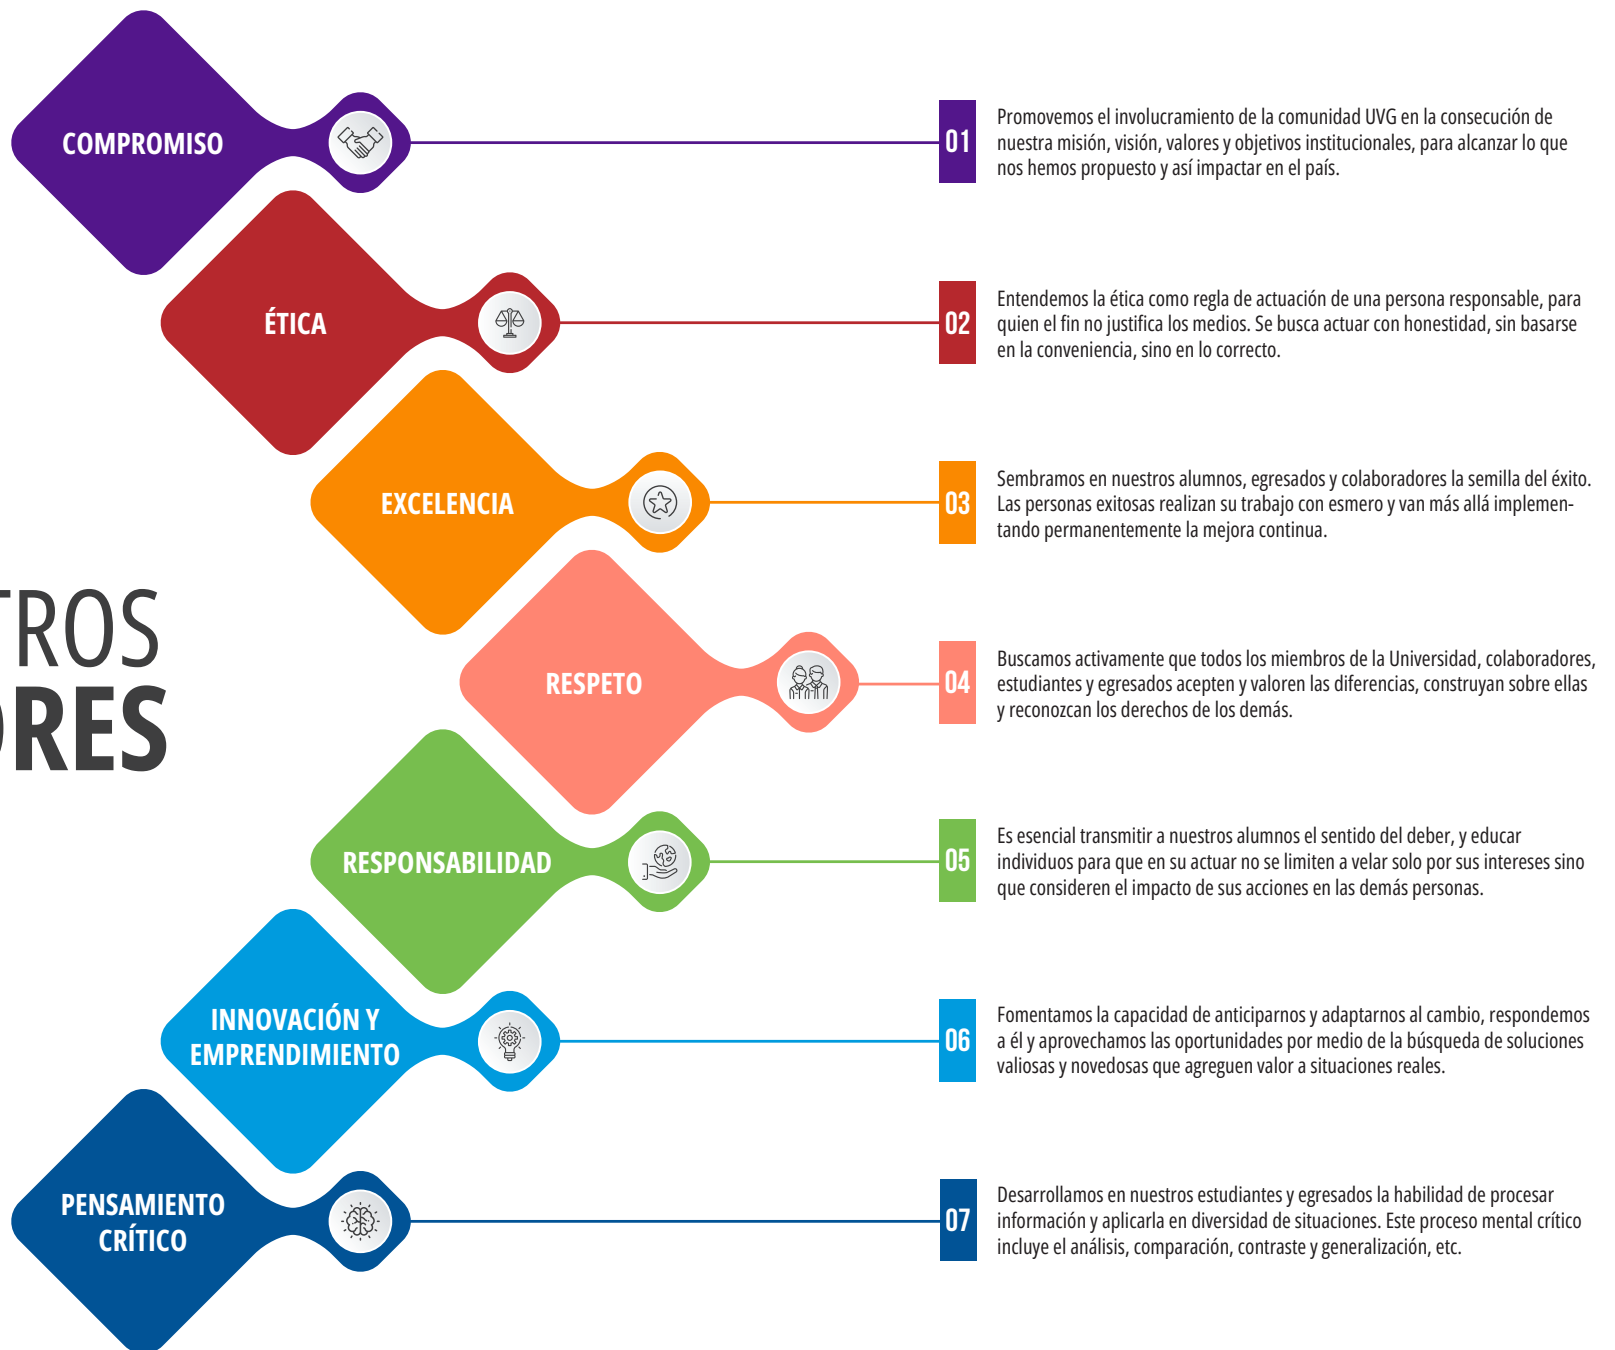 COMPROMISO
01
Promovemos el involucramiento de la comunidad UVG en la consecución de
nuestra misión, visión, valores y objetivos institucionales, para alcanzar lo que
nos hemos propuesto y así impactar en el país.
ÉTICA
02
Entendemos la ética como regla de actuación de una persona responsable, para
quien el fin no justifica los medios. Se busca actuar con honestidad, sin basarse
en la conveniencia, sino en lo correcto.
EXCELENCIA
03
Sembramos en nuestros alumnos, egresados y colaboradores la semilla del éxito.
Las personas exitosas realizan su trabajo con esmero y van más allá implemen-
tando permanentemente la mejora continua.
TROS
ORES
RESPETO
04
Buscamos activamente que todos los miembros de la Universidad, colaboradores,
estudiantes y egresados acepten y valoren las diferencias, construyan sobre ellas
y reconozcan los derechos de los demás.
RESPONSABILIDAD
05
Es esencial transmitir a nuestros alumnos el sentido del deber, y educar
individuos para que en su actuar no se limiten a velar solo por sus intereses sino
que consideren el impacto de sus acciones en las demás personas.
INNOVACIÓN Y
EMPRENDIMIENTO
06
Fomentamos la capacidad de anticiparnos y adaptarnos al cambio, respondemos
a él y aprovechamos las oportunidades por medio de la búsqueda de soluciones
valiosas y novedosas que agreguen valor a situaciones reales.
PENSAMIENTO
CRÍTICO
07
Desarrollamos en nuestros estudiantes y egresados la habilidad de procesar
información y aplicarla en diversidad de situaciones. Este proceso mental crítico
incluye el análisis, comparación, contraste y generalización, etc.